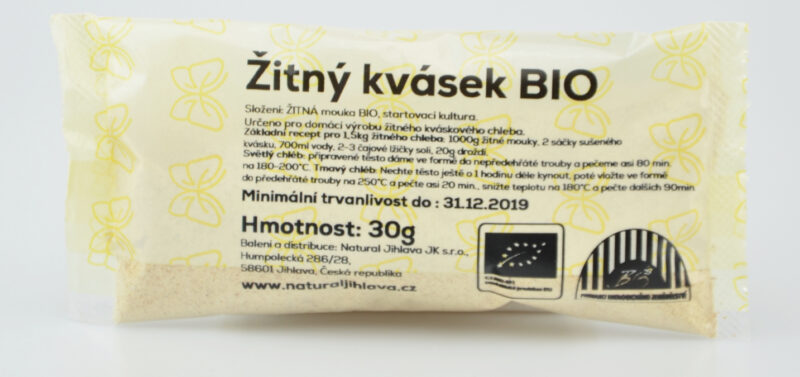 Žitný kvásek BIO
Složení: ŽITNÁ mouka BIO, startovací kultura.
Určeno pro domácí výrobu žitného kváskového chleba.
Základní recept pro 1,5kg žitného chleba: 1000g žitné mouky, 2 sáčky sušeného
kvásku, 700ml vody, 2-3 čajové lžičky soli, 20g droždí.
Světlý chléb: připravené těsto dáme ve formě do nepředehřáté trouby a pečeme asi 80 min.
na 180-200°C. Tmavý chléb: Nechte těsto ještě o 1 hodinu déle kynout, poté vložte ve formě
do předehřáté trouby na 250°C a pečte asi 20 min., snižte teplotu na 180°C a pečte dalších 90min.
Minimální trvanlivost do : 31.12.2019
Hmotnost: 30g
Balení a distribuce: Natural Jihlava JK s.r.o.,
Humpolecká 286/28,
58601 Jihlava, Česká republika
www.naturaljihlava.cz
BIO